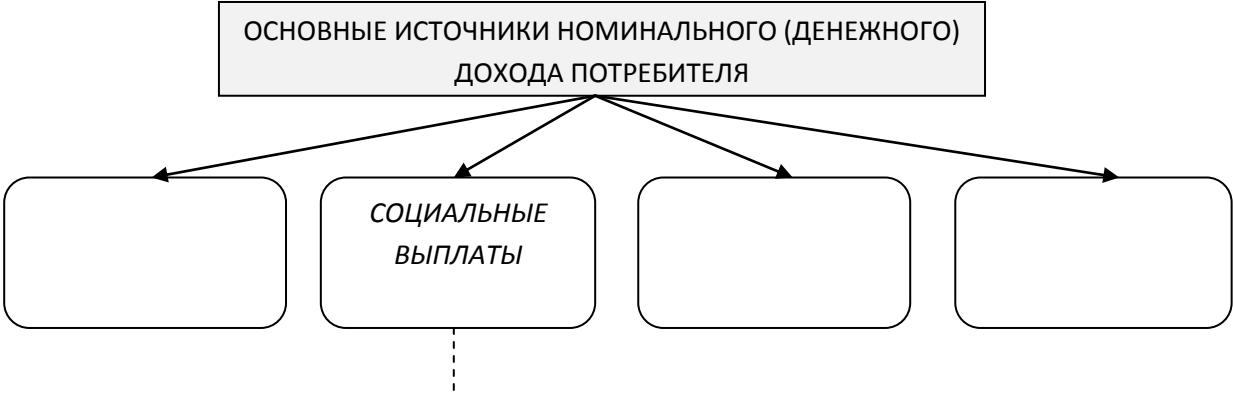 ОСНОВНЫЕ ИСТОЧНИКИ НОМИНАЛЬНОГО (ДЕНЕЖНОГО)
ДОХОДА ПОТРЕБИТЕЛЯ
СОЦИАЛЬНЫЕ
ВЫПЛАТЫ